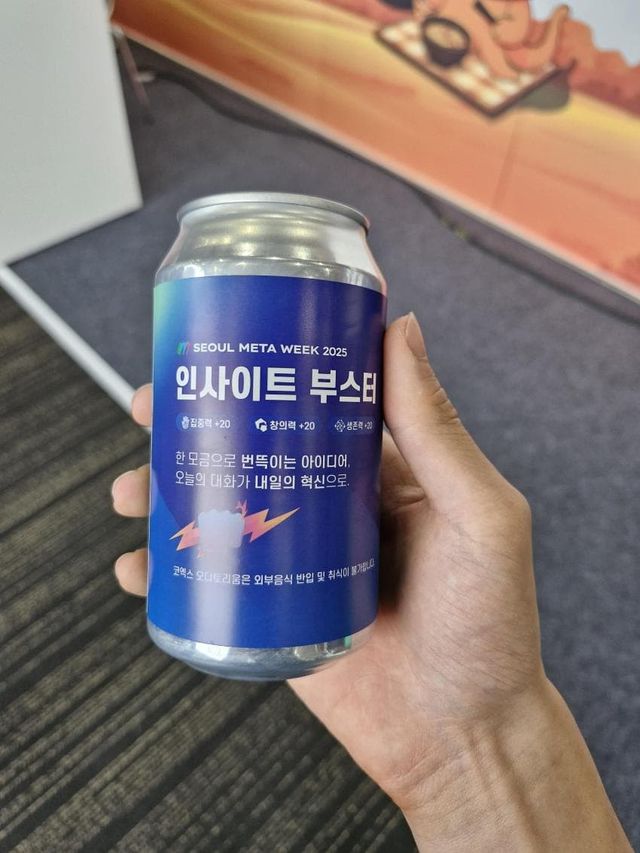 SEOUL META WEEK 2025
인사이트 부스터
집중력 +20 창의력 +20 생존력 +20
한 모금으로 번뜩이는 아이디어,
오늘의 대화가 내일의 혁신으로.
코엑스 오디토리움은 외부음식 반입 및 취식이 불가합니다.